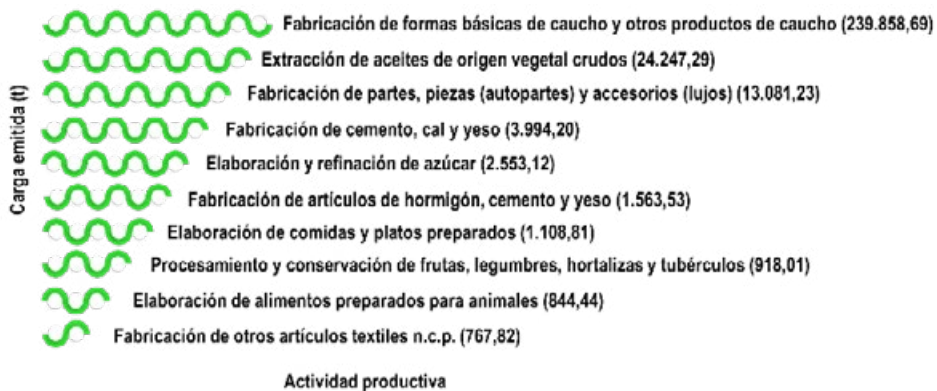 Fabricación de formas básicas de caucho y otros productos de caucho (239.858,69)
Extracción de aceites de origen vegetal crudos (24.247,29)
Fabricación de partes, piezas (autopartes) y accesorios (lujos) (13.081,23)
Fabricación de cemento, cal y yeso (3.994,20)
Elaboración y refinación de azúcar (2.553,12)
Fabricación de artículos de hormigón, cemento y yeso (1.563,53)
Elaboración de comidas y platos preparados (1.108,81)
Procesamiento y conservación de frutas, legumbres, hortalizas y tubérculos (918,01)
Elaboración de alimentos preparados para animales (844,44)
Fabricación de otros artículos textiles n.c.p. (767,82)
Carga emitida (t)
Actividad productiva